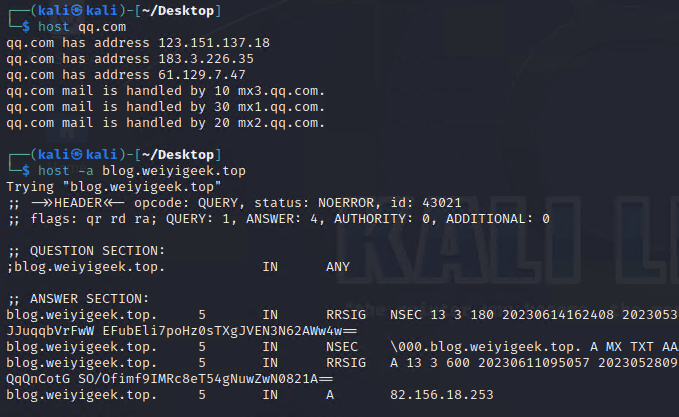 ┌──(kali㉿kali)-[~/Desktop]
└─$ host qq.com
qq.com has address 123.151.137.18
qq.com has address 183.3.226.35
qq.com has address 61.129.7.47
qq.com mail is handled by 10 mx3.qq.com.
qq.com mail is handled by 30 mx1.qq.com.
qq.com mail is handled by 20 mx2.qq.com.
┌──(kali㉿kali)-[~/Desktop]
└─$ host -a blog.weiyigeek.top
Trying "blog.weiyigeek.top"
;; ->>HEADER<<- opcode: QUERY, status: NOERROR, id: 43021
;; flags: qr rd ra; QUERY: 1, ANSWER: 4, AUTHORITY: 0, ADDITIONAL: 0
;; QUESTION SECTION:
;blog.weiyigeek.top. IN ANY
;; ANSWER SECTION:
blog.weiyigeek.top. 5 IN RRSIG NSEC 13 3 180 20230614162408 2023053
JJuqqbVrFwW EFubEli7poHz0sTXgJVEN3N62AWw4w==
blog.weiyigeek.top. 5 IN NSEC \000.blog.weiyigeek.top. A MX TXT AA
blog.weiyigeek.top. 5 IN RRSIG A 13 3 600 20230611095057 2023052809
QqQnCotG SO/Ofimf9IMRc8eT54gNuwZwN0821A==
blog.weiyigeek.top. 5 IN A 82.156.18.253
KALI LI